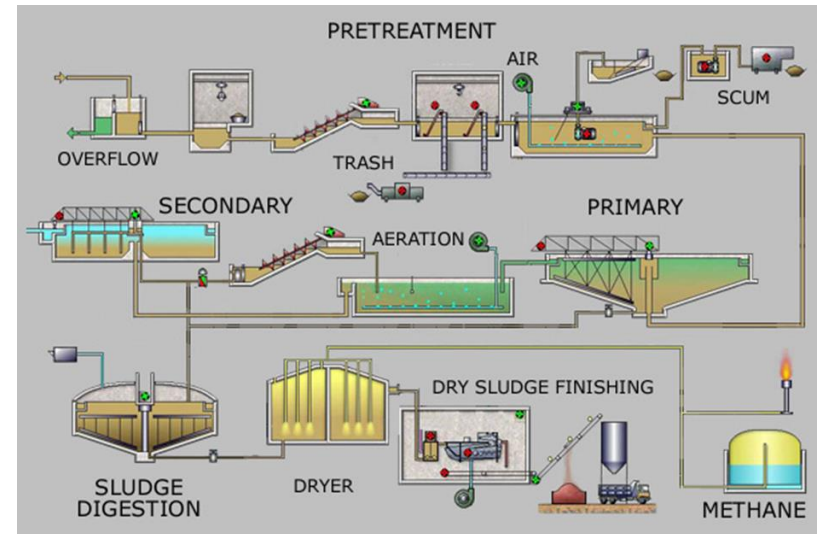 PRETREATMENT
AIR
SCUM
OVERFLOW
TRASH
SECONDARY
PRIMARY
AERATION
DRY SLUDGE FINISHING
SLUDGE
DIGESTION
DRYER
METHANE